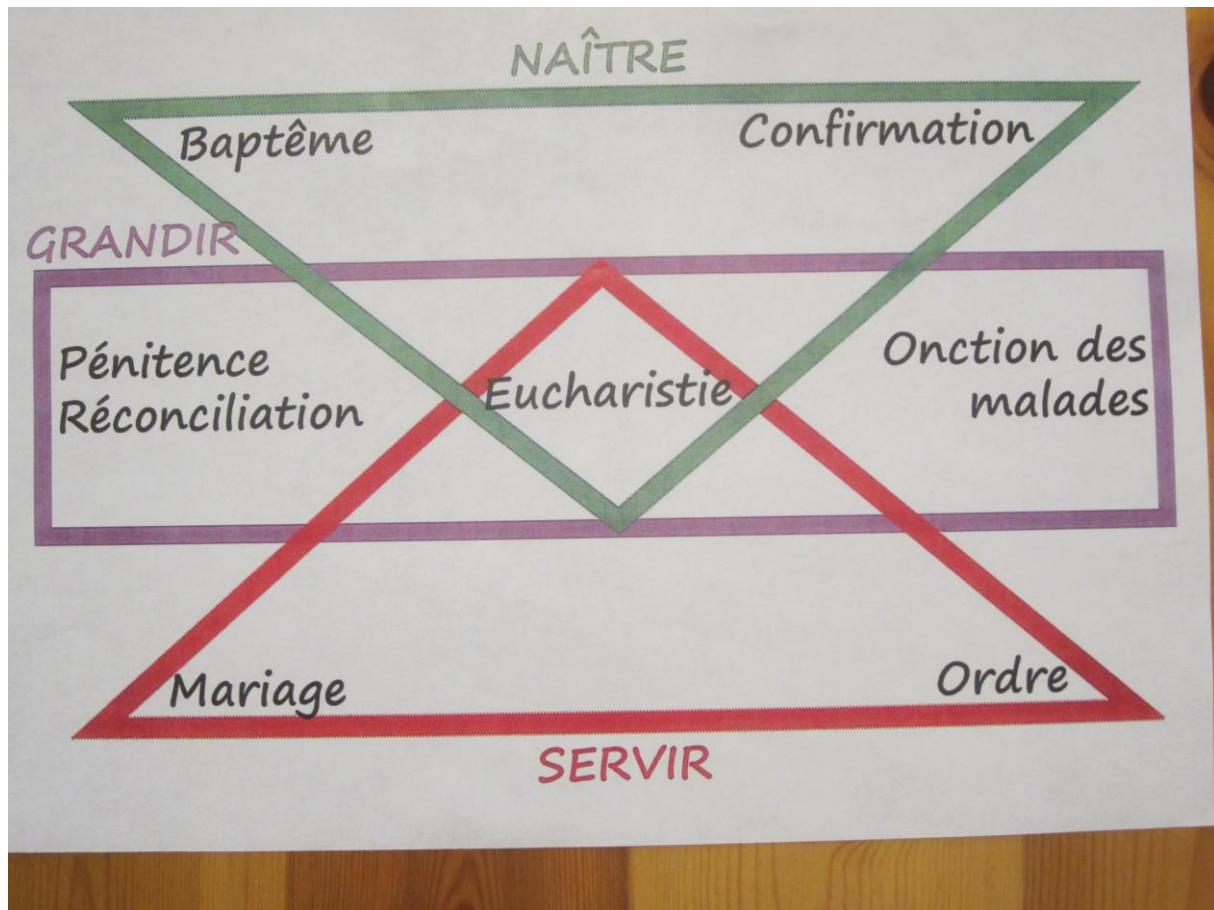 NAÎTRE
Baptême
Confirmation
GRANDIR
Pénitence
Réconciliation
Eucharistie
Onction des
malades
Mariage
Ordre
SERVIR